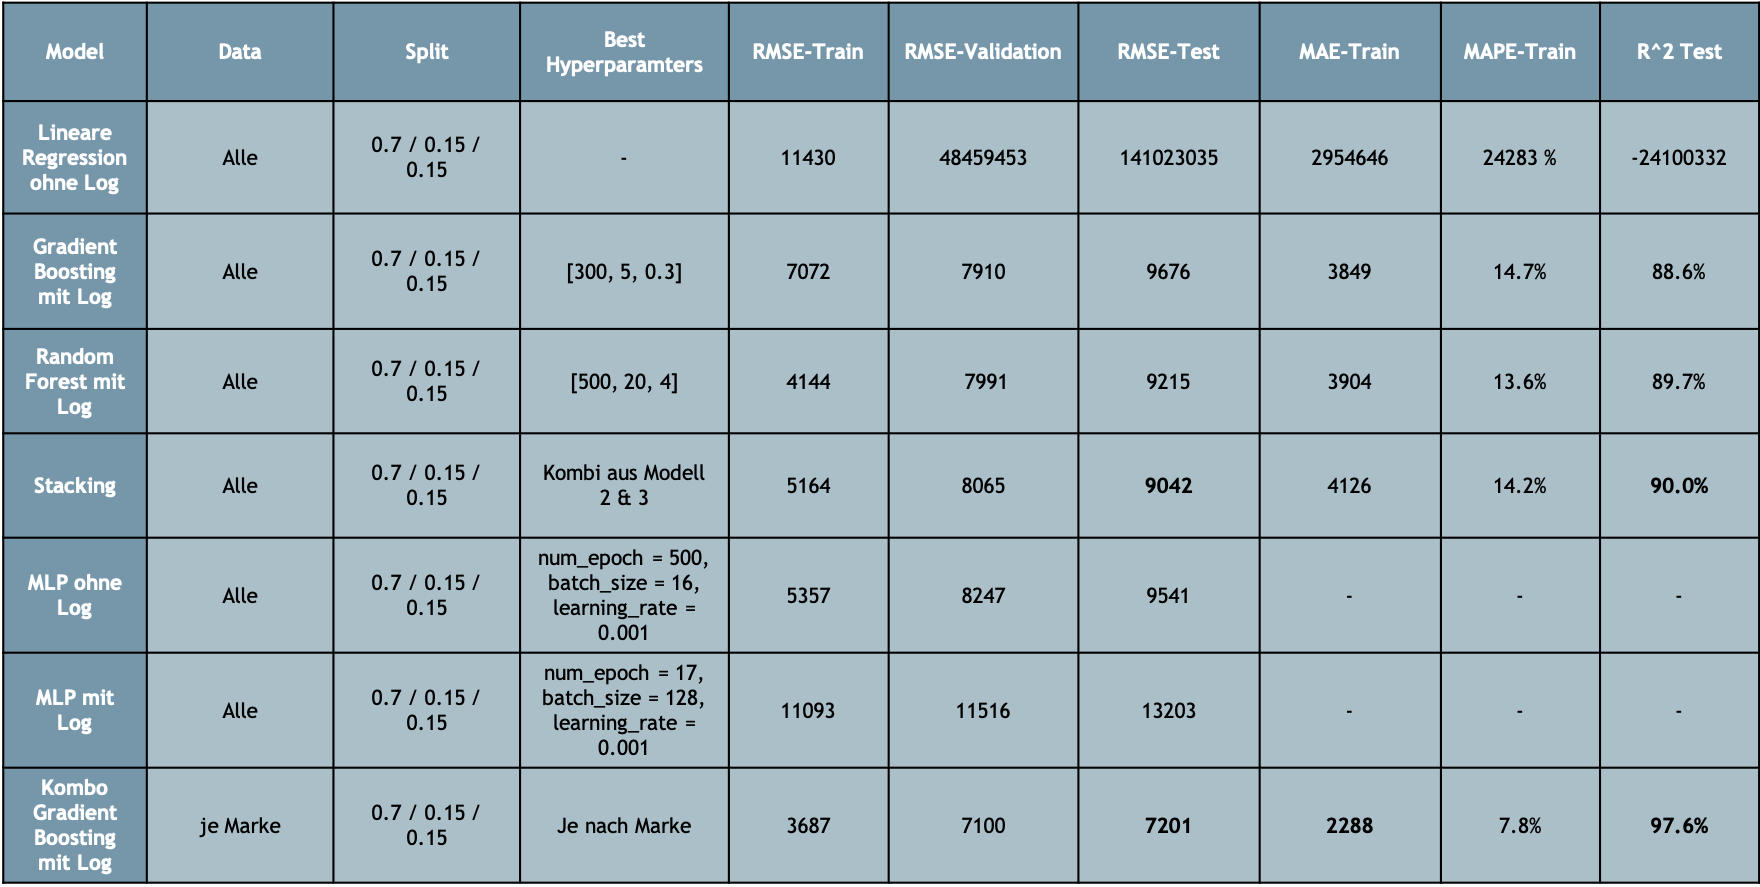 Model Data Split Best Hyperparamters RMSE-Train RMSE-Validation RMSE-Test MAE-Train MAPE-Train R^2 Test
Lineare Regression ohne Log Alle 0.7 / 0.15 / 0.15 - 11430 48459453 141023035 2954646 24283 % -24100332
Gradient Boosting mit Log Alle 0.7 / 0.15 / 0.15 [300, 5, 0.3] 7072 7910 9676 3849 14.7% 88.6%
Random Forest mit Log Alle 0.7 / 0.15 / 0.15 [500, 20, 4] 4144 7991 9215 3904 13.6% 89.7%
Stacking Alle 0.7 / 0.15 / 0.15 Kombi aus Modell 2 & 3 5164 8065 9042 4126 14.2% 90.0%
MLP ohne Log Alle 0.7 / 0.15 / 0.15 num_epoch = 500, batch_size = 16, learning_rate = 0.001 5357 8247 9541 - - -
MLP mit Log Alle 0.7 / 0.15 / 0.15 num_epoch = 17, batch_size = 128, learning_rate = 0.001 11093 11516 13203 - - -
Kombo Gradient Boosting mit Log je Marke 0.7 / 0.15 / 0.15 Je nach Marke 3687 7100 7201 2288 7.8% 97.6%